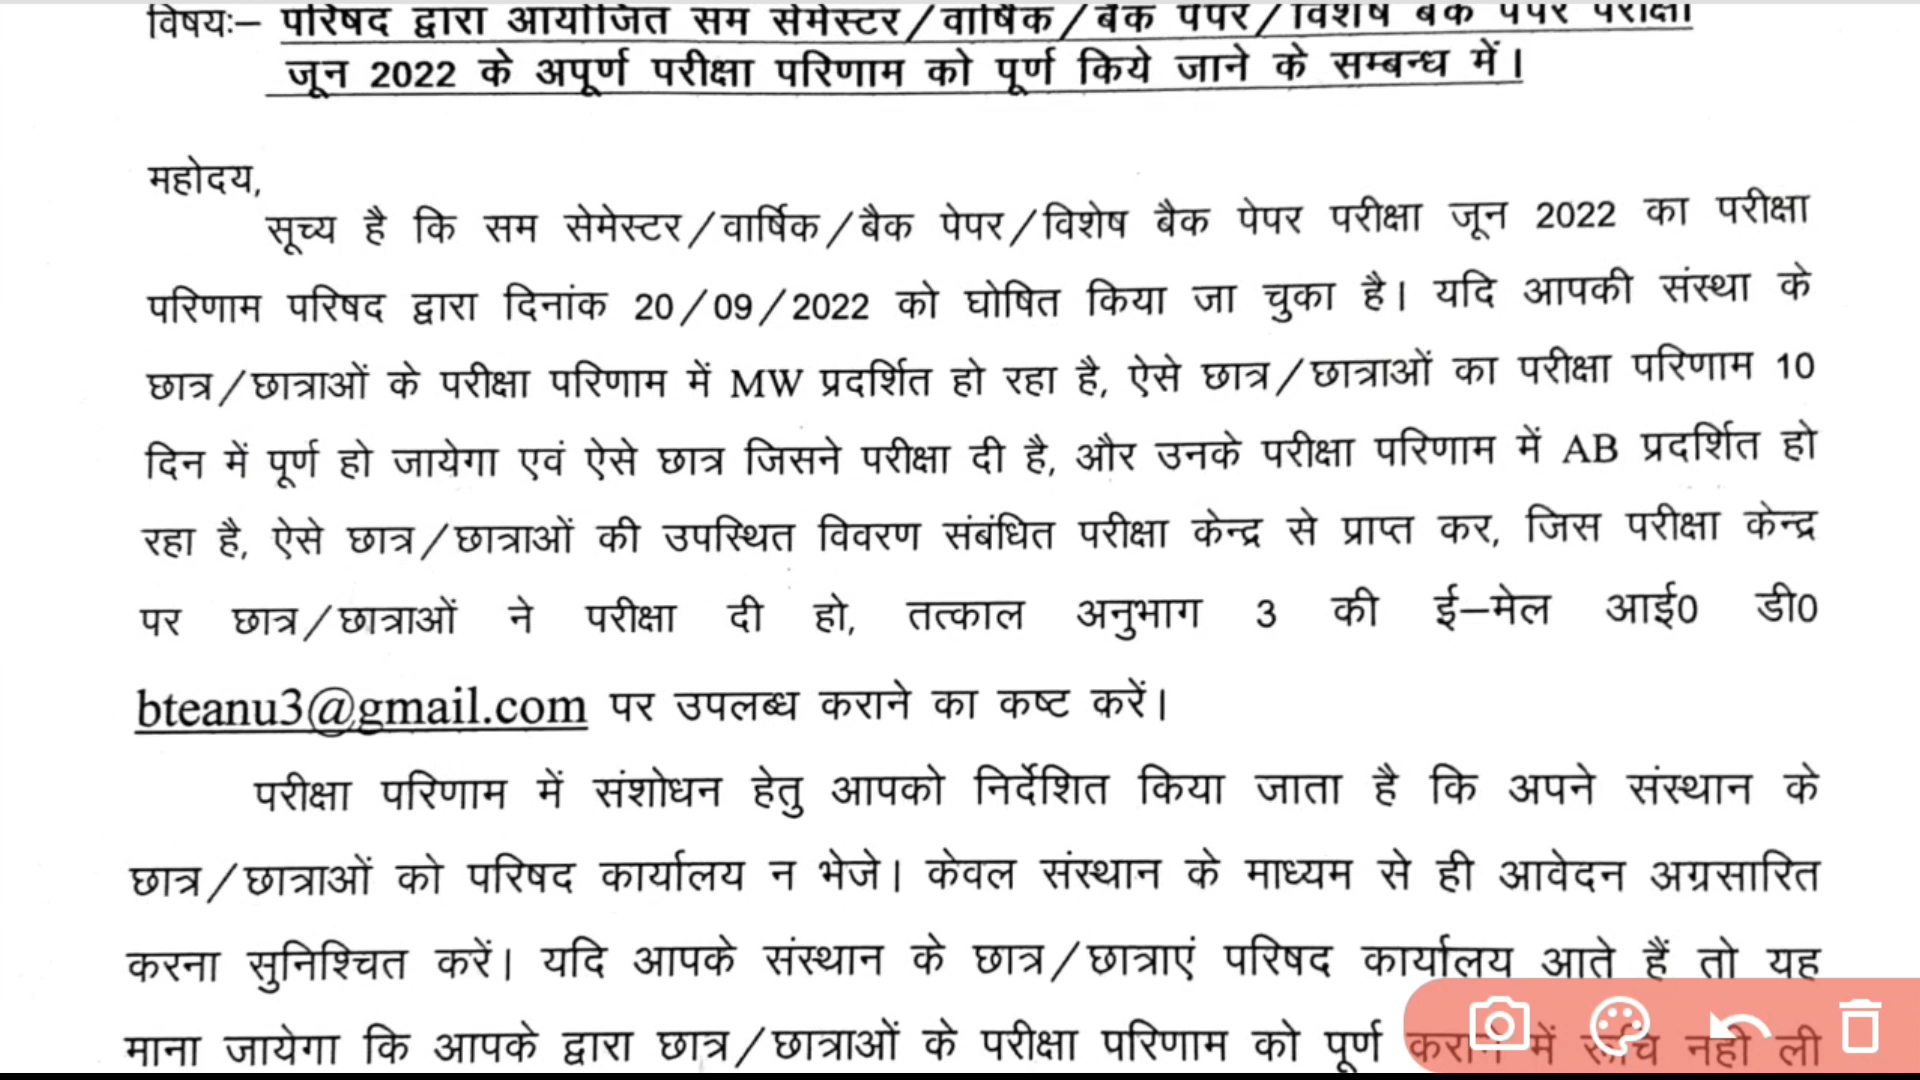 विषयः– परिषद द्वारा आयोजित सम सेमेस्टर/वार्षिक/बैक पेपर/विशेष बैक पेपर परीक्षा
जून 2022 के अपूर्ण परीक्षा परिणाम को पूर्ण किये जाने के सम्बन्ध में।
महोदय,
सूच्य है कि सम सेमेस्टर/वार्षिक/बैक पेपर/विशेष बैक पेपर परीक्षा जून 2022 का परीक्षा
परिणाम परिषद द्वारा दिनांक 20/09/2022 को घोषित किया जा चुका है। यदि आपकी संस्था के
छात्र/छात्राओं के परीक्षा परिणाम में MW प्रदर्शित हो रहा है, ऐसे छात्र/छात्राओं का परीक्षा परिणाम 10
दिन में पूर्ण हो जायेगा एवं ऐसे छात्र जिसने परीक्षा दी है, और उनके परीक्षा परिणाम में AB प्रदर्शित हो
रहा है, ऐसे छात्र/छात्राओं की उपस्थित विवरण संबंधित परीक्षा केन्द्र से प्राप्त कर, जिस परीक्षा केन्द्र
पर छात्र/छात्राओं ने परीक्षा दी हो, तत्काल अनुभाग 3 की ई–मेल आई0 डी0
bteanu3@gmail.com पर उपलब्ध कराने का कष्ट करें।
परीक्षा परिणाम में संशोधन हेतु आपको निर्देशित किया जाता है कि अपने संस्थान के
छात्र/छात्राओं को परिषद कार्यालय न भेजे। केवल संस्थान के माध्यम से ही आवेदन अग्रसारित
करना सुनिश्चित करें। यदि आपके संस्थान के छात्र/छात्राएं परिषद कार्यालय आते हैं तो यह
माना जायेगा कि आपके द्वारा छात्र/छात्राओं के परीक्षा परिणाम को पूर्ण कराने में रूचि नहीं ली